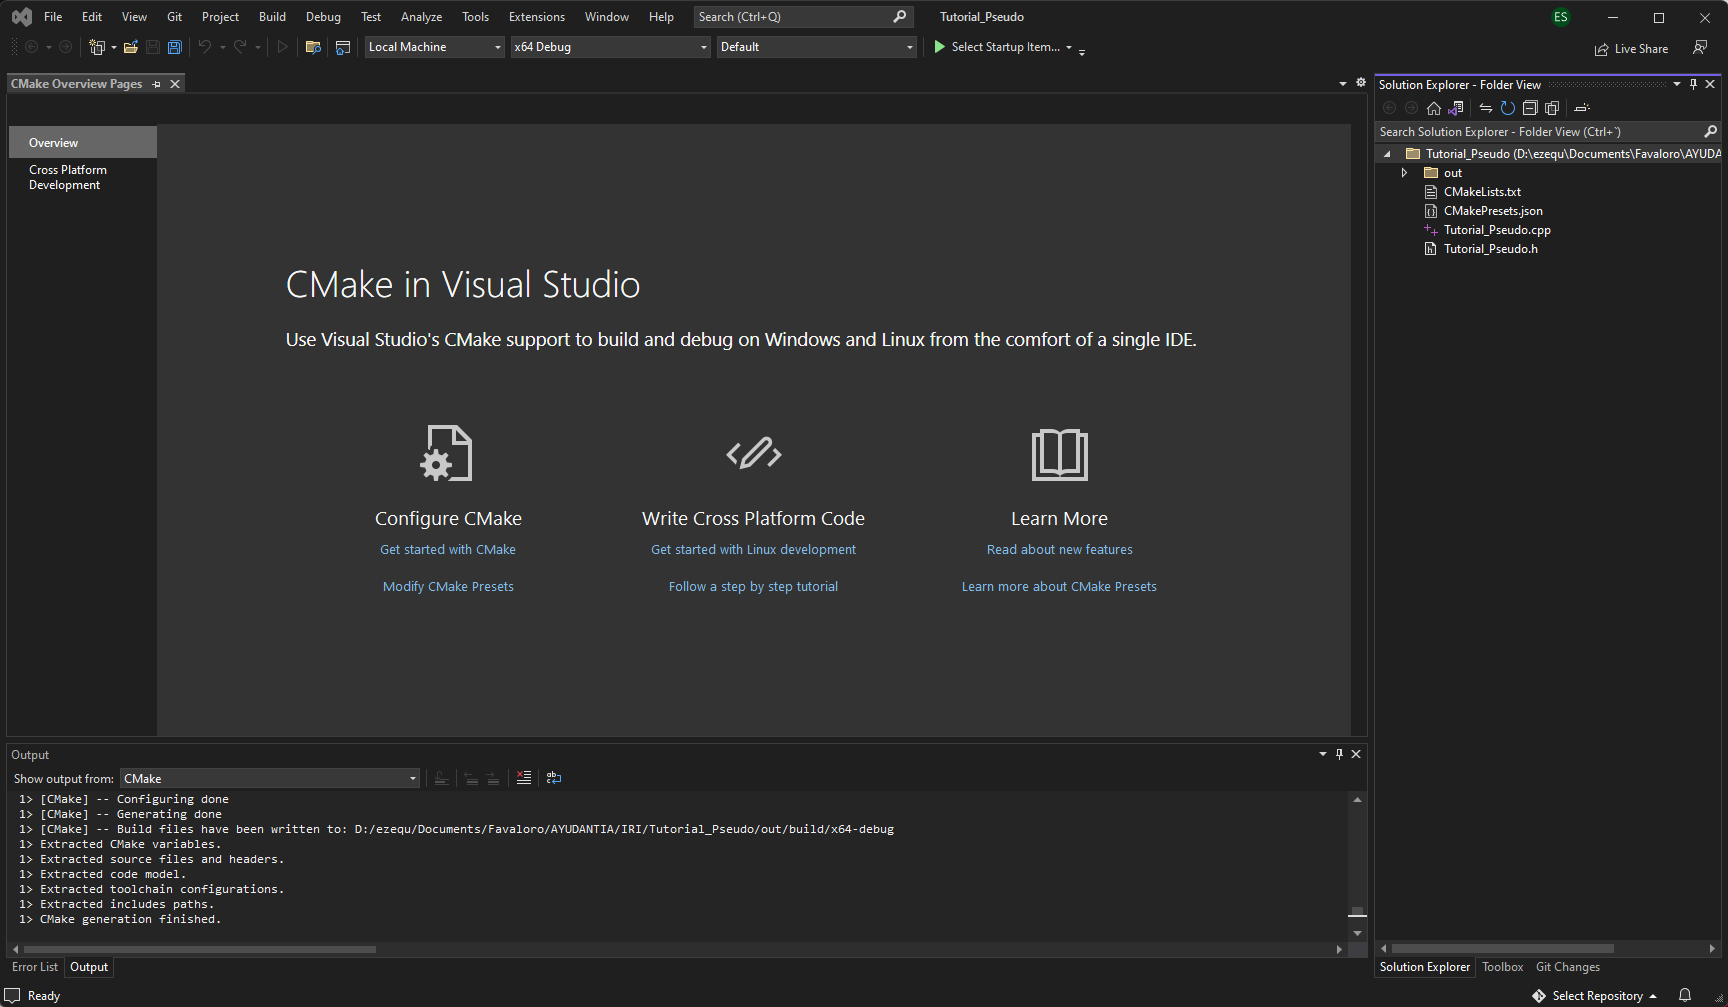 File Edit View Git Project Build Debug Test Analyze Tools Extensions Window Help Search (Ctrl+Q) Tutorial_Pseudo ES
Local Machine x64 Debug Default Select Startup Item... Live Share
CMake Overview Pages
Overview
Cross Platform
Development
CMake in Visual Studio
Use Visual Studio's CMake support to build and debug on Windows and Linux from the comfort of a single IDE.
Configure CMake
Get started with CMake
Modify CMake Presets
Write Cross Platform Code
Get started with Linux development
Follow a step by step tutorial
Learn More
Read about new features
Learn more about CMake Presets
Solution Explorer - Folder View
Search Solution Explorer - Folder View (Ctrl+`)
Tutorial_Pseudo (D:\ezequ\Documents\Favaloro\AYUDA
out
CMakeLists.txt
CMakePresets.json
Tutorial_Pseudo.cpp
Tutorial_Pseudo.h
Output
Show output from: CMake
1> [CMake] -- Configuring done
1> [CMake] -- Generating done
1> [CMake] -- Build files have been written to: D:/ezequ/Documents/Favaloro/AYUDANTIA/IRI/Tutorial_Pseudo/out/build/x64-debug
1> Extracted CMake variables.
1> Extracted source files and headers.
1> Extracted code model.
1> Extracted toolchain configurations.
1> Extracted includes paths.
1> CMake generation finished.
Error List Output
Solution Explorer Toolbox Git Changes
Ready
Select Repository